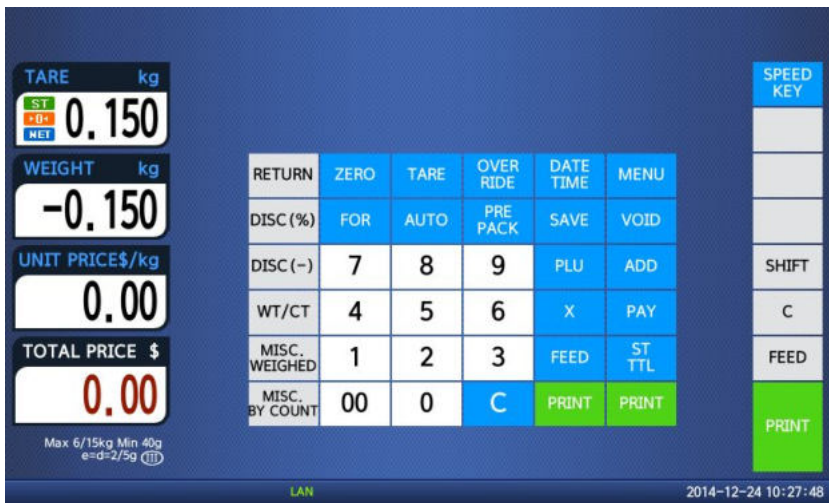 TARE kg
ST
→0←
NET
0.150
WEIGHT kg
-0.150
UNIT PRICE$/kg
0.00
TOTAL PRICE $
0.00
Max 6/15kg Min 40g
e=d=2/5g III
RETURN ZERO TARE OVER RIDE DATE TIME MENU
DISC(%) FOR AUTO PRE PACK SAVE VOID
DISC(-) 7 8 9 PLU ADD
WT/CT 4 5 6 X PAY
MISC. WEIGHED 1 2 3 FEED ST TTL
MISC. BY COUNT 00 0 C PRINT PRINT
SPEED
KEY
SHIFT
C
FEED
PRINT
LAN
2014-12-24 10:27:48